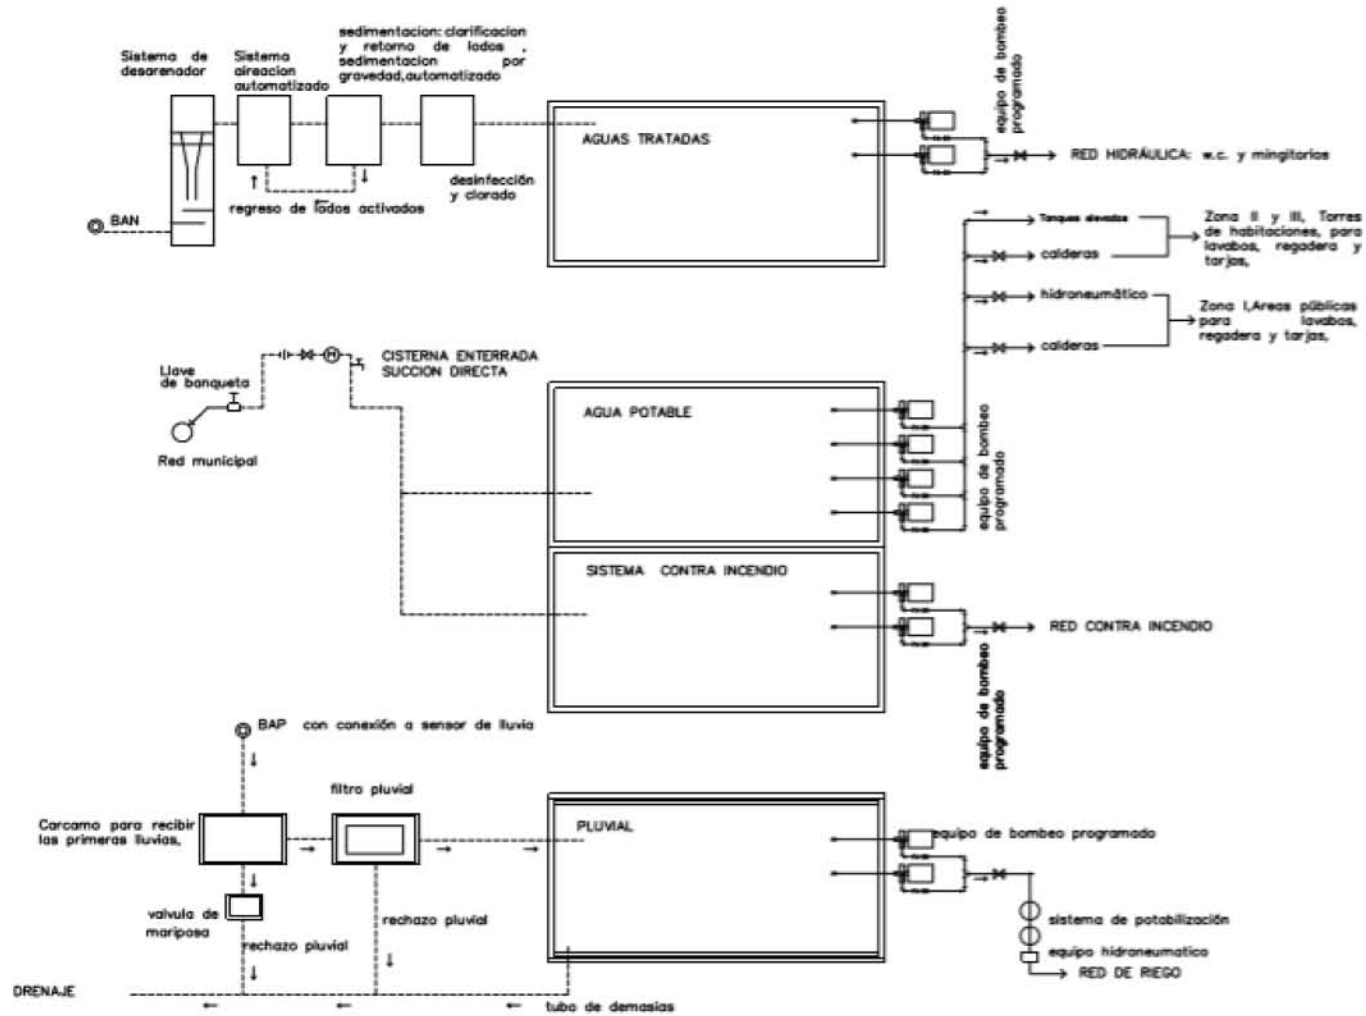 sedimentacion: clarificacion
y retorno de lodos ,
sedimentacion por
gravedad,automatizado
Sistema de
desarenador
Sistema
aireacion
automatizado
equipo de bombeo
programado
AGUAS TRATADAS
RED HIDRÁULICA: w.c. y mingitorios
desinfección
y clorado
regreso de lodos activados
BAN
Tanques elevados
calderas
Zona II y III, Torres
de habitaciones, para
lavabos, regadera y
tarjas,
hidroneumático
calderas
Zona I,Areas públicas
para lavabos,
regadera y tarjas,
CISTERNA ENTERRADA
SUCCION DIRECTA
M
Llave
de banqueta
Red municipal
AGUA POTABLE
equipo de bombeo
programado
SISTEMA CONTRA INCENDIO
RED CONTRA INCENDIO
equipo de bombeo
programado
BAP con conexión a sensor de lluvia
filtro pluvial
Carcamo para recibir
las primeras lluvias,
PLUVIAL
equipo de bombeo programado
valvula de
mariposa
rechazo pluvial
rechazo pluvial
sistema de potabilización
equipo hidroneumatico
RED DE RIEGO
DRENAJE
tubo de demasias